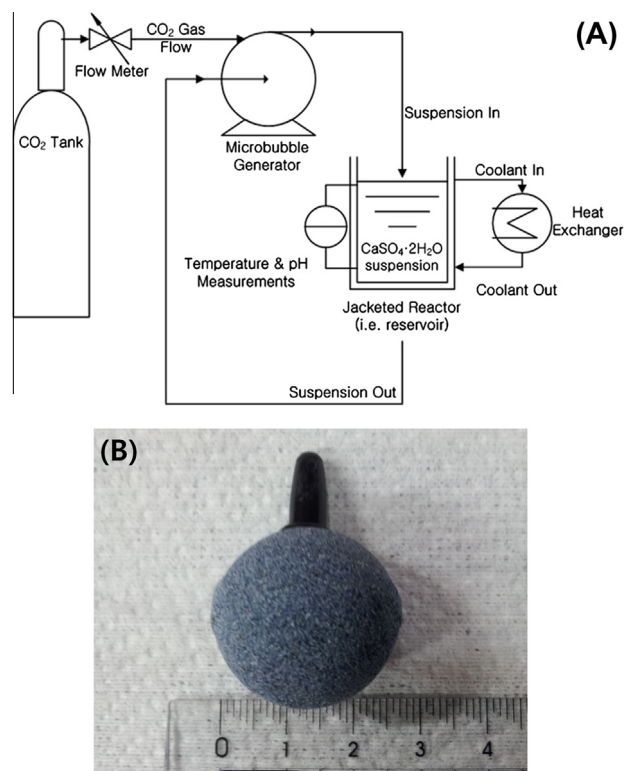 (A)
CO₂ Gas
Flow
Flow Meter
CO₂ Tank
Suspension In
Microbubble
Generator
Coolant In
Heat
Exchanger
CaSO₄·2H₂O
suspension
Temperature & pH
Measurements
Coolant Out
Jacketed Reactor
(i.e. reservoir)
Suspension Out
(B)
0 1 2 3 4